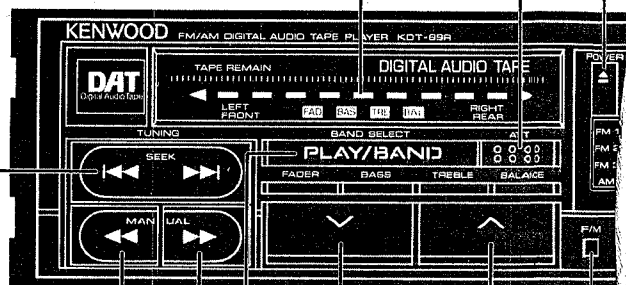 KENWOOD FM/AM DIGITAL AUDIO TAPE PLAYER KDT-99R
POWER
DAT
Digital Audio Tape
TAPE REMAIN DIGITAL AUDIO TAPE
LEFT FRONT RIGHT REAR
FAD BAS TRE BAL
TUNING BAND SELECT ATT
SEEK PLAY/BAND
FM 1
FM 2
FM 3
AM
FADER BASS TREBLE BALANCE
MANUAL
F/M